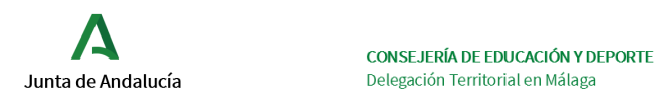 CONSEJERÍA DE EDUCACIÓN Y DEPORTE
Junta de Andalucía
Delegación Territorial en Málaga